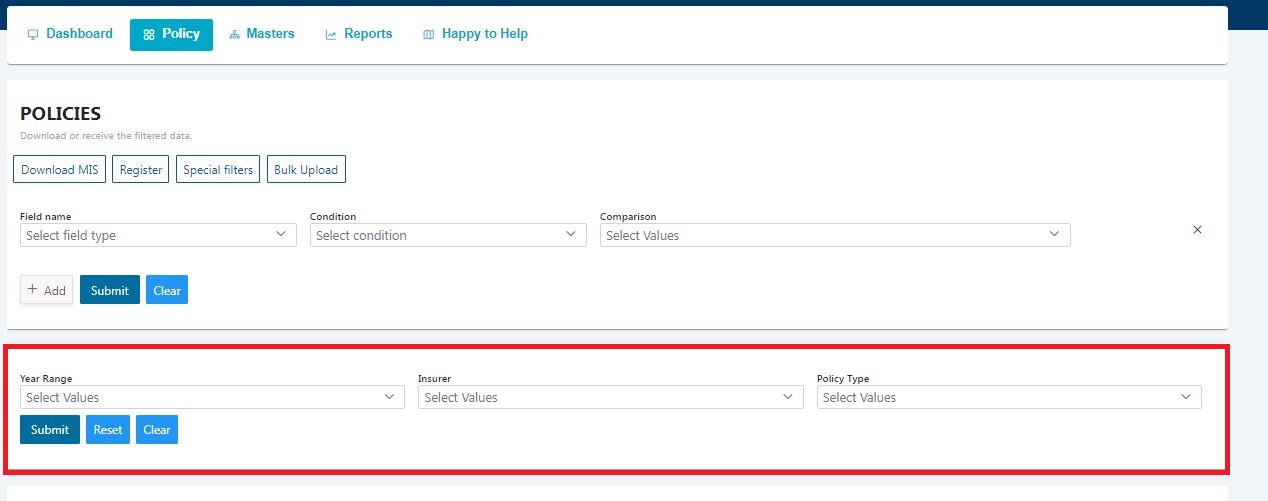 Dashboard Policy Masters Reports Happy to Help
POLICIES
Download or receive the filtered data.
Download MIS Register Special filters Bulk Upload
Field name Condition Comparison
Select field type Select condition Select Values
+ Add Submit Clear
Year Range Insurer Policy Type
Select Values Select Values Select Values
Submit Reset Clear